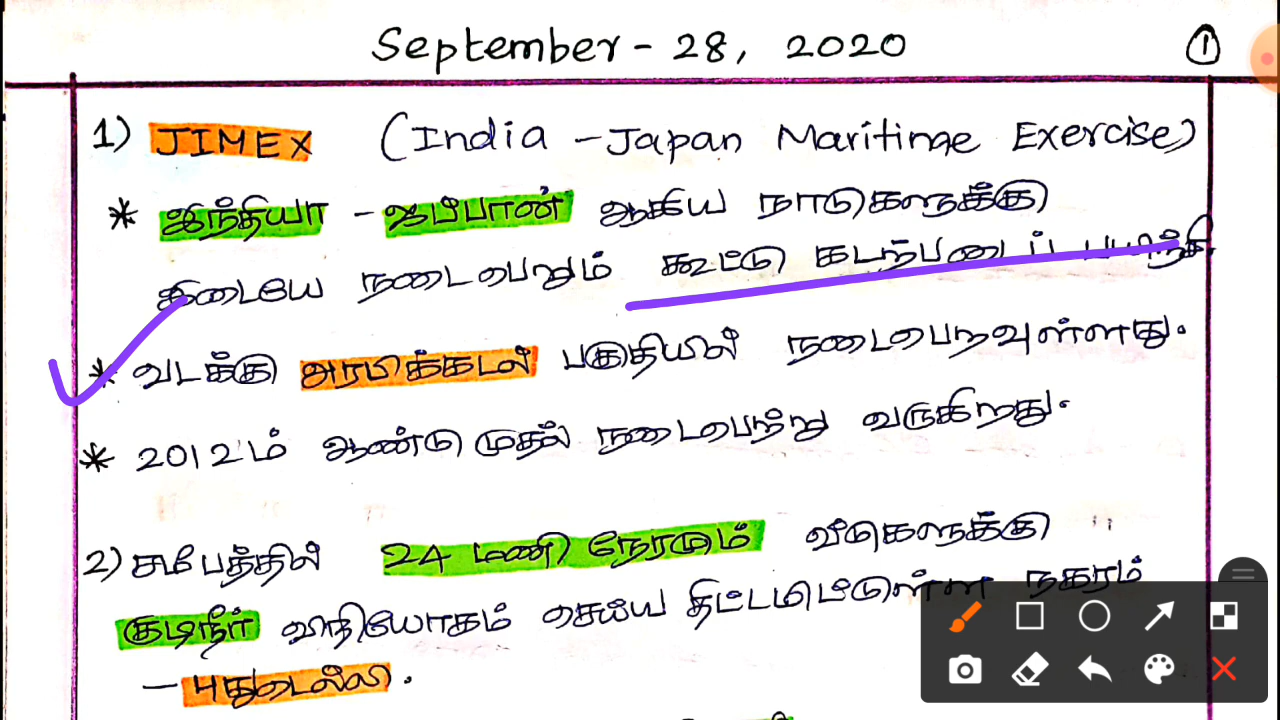 September - 28, 2020
1
1) JIMEX (India - Japan Maritime Exercise)
* இந்தியா - ஜப்பான் ஆகிய நாடுகளுக்கு
இடையே நடைபெறும் கூட்டு கடற்படைப் பயிற்சி
* வடக்கு அரபிக்கடல் பகுதியில் நடைபெறவுள்ளது.
* 2012ம் ஆண்டு முதல் நடைபெற்று வருகிறது.
2) சமீபத்தில் 24 மணி நேரமும் வீடுகளுக்கு
குடிநீர் விநியோகம் செய்ய திட்டமிட்டுள்ள நகரம்
- புதுடெல்லி.